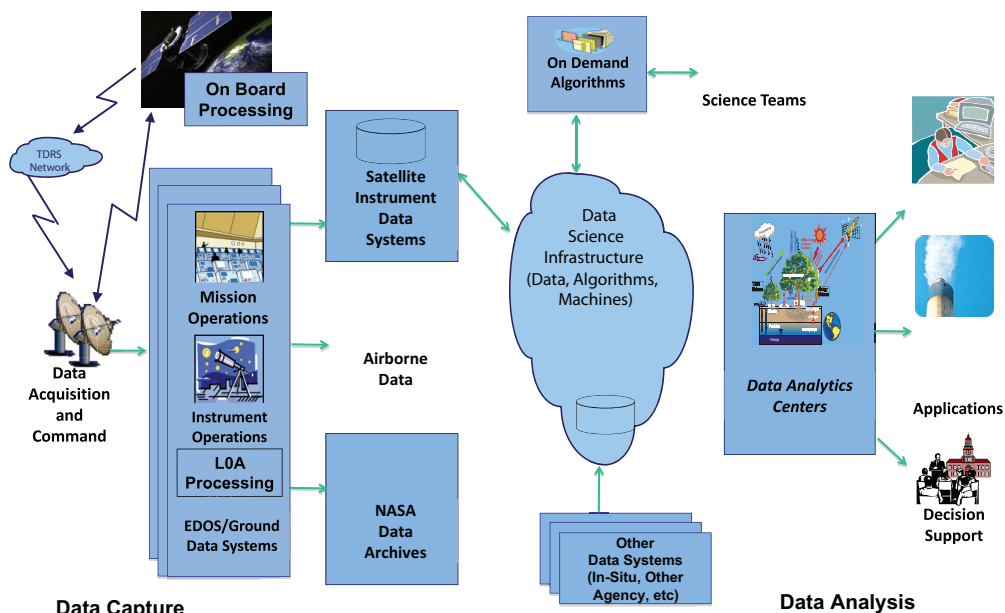 On Board
Processing
TDRS
Network
Data
Acquisition
and
Command
Mission
Operations
Instrument
Operations
L0A
Processing
EDOS/Ground
Data Systems
Data Capture
Satellite
Instrument
Data
Systems
Airborne
Data
NASA
Data
Archives
On Demand
Algorithms
Science Teams
Data
Science
Infrastructure
(Data, Algorithms,
Machines)
Other
Data Systems
(In-Situ, Other
Agency, etc)
Data Analytics
Centers
Applications
Decision
Support
Data Analysis